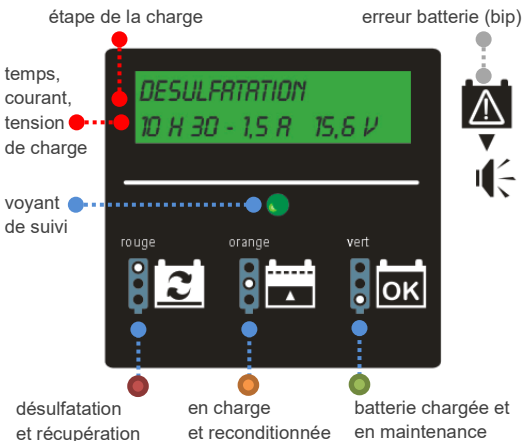 étape de la charge
erreur batterie (bip)
temps,
courant,
tension
de charge
DESULFATATION
10 H 30 - 1,5 A 15,6 V
voyant
de suivi
rouge
orange
vert
OK
désulfatation
et récupération
en charge
et reconditionnée
batterie chargée et
en maintenance